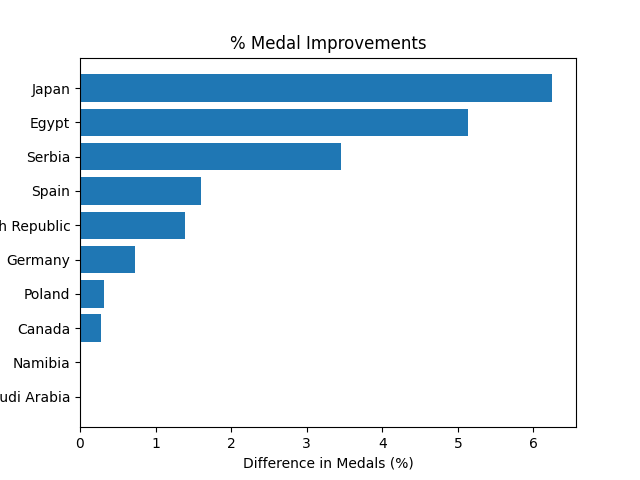 % Medal Improvements
Japan
Egypt
Serbia
Spain
h Republic
Germany
Poland
Canada
Namibia
udi Arabia
0 1 2 3 4 5 6
Difference in Medals (%)